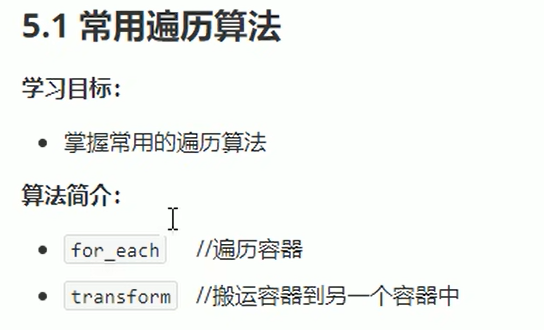 5.1 常用遍历算法
学习目标：
掌握常用的遍历算法
算法简介：
for_each //遍历容器
transform //搬运容器到另一个容器中